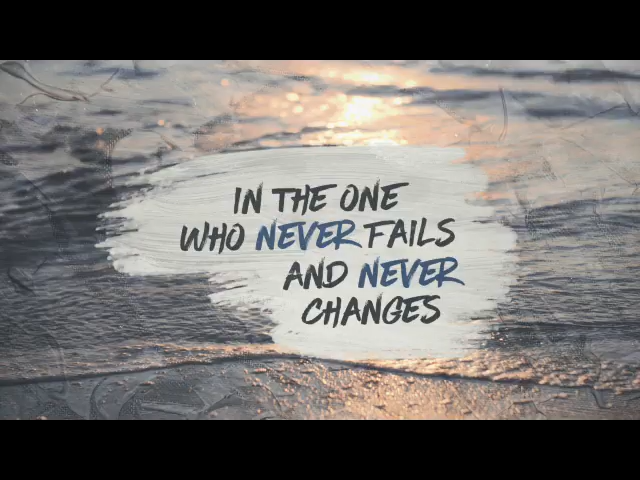 IN THE ONE
WHO NEVER FAILS
AND NEVER
CHANGES